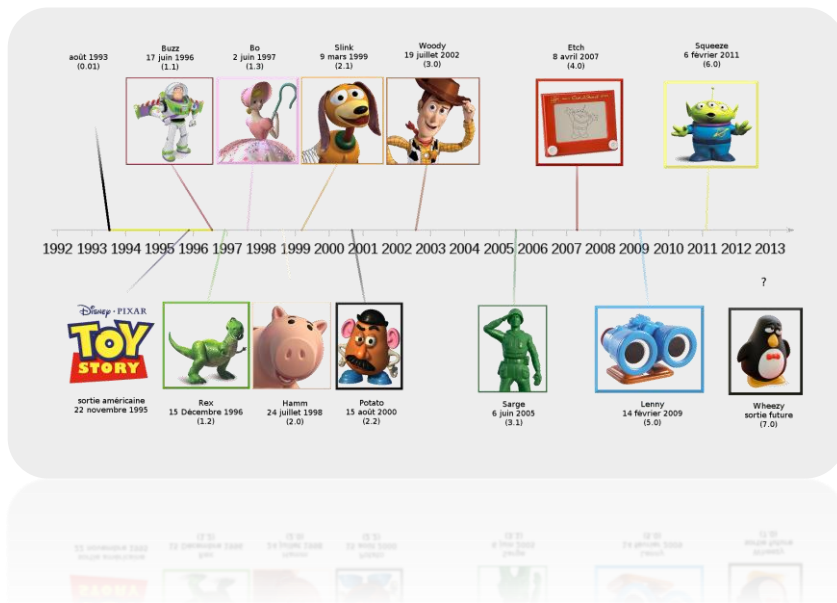 août 1993
(0.01)
Buzz
17 juin 1996
(1.1)
Bo
2 juin 1997
(1.3)
Slink
9 mars 1999
(2.1)
Woody
19 juillet 2002
(3.0)
Etch
8 avril 2007
(4.0)
Squeeze
6 février 2011
(6.0)
1992 1993 1994 1995 1996 1997 1998 1999 2000 2001 2002 2003 2004 2005 2006 2007 2008 2009 2010 2011 2012 2013
?
DISNEY · PIXAR
TOY
STORY
sortie américaine
22 novembre 1995
Rex
15 Décembre 1996
(1.2)
Hamm
24 juillet 1998
(2.0)
Potato
15 août 2000
(2.2)
Sarge
6 juin 2005
(3.1)
Lenny
14 février 2009
(5.0)
Wheezy
sortie future
(7.0)